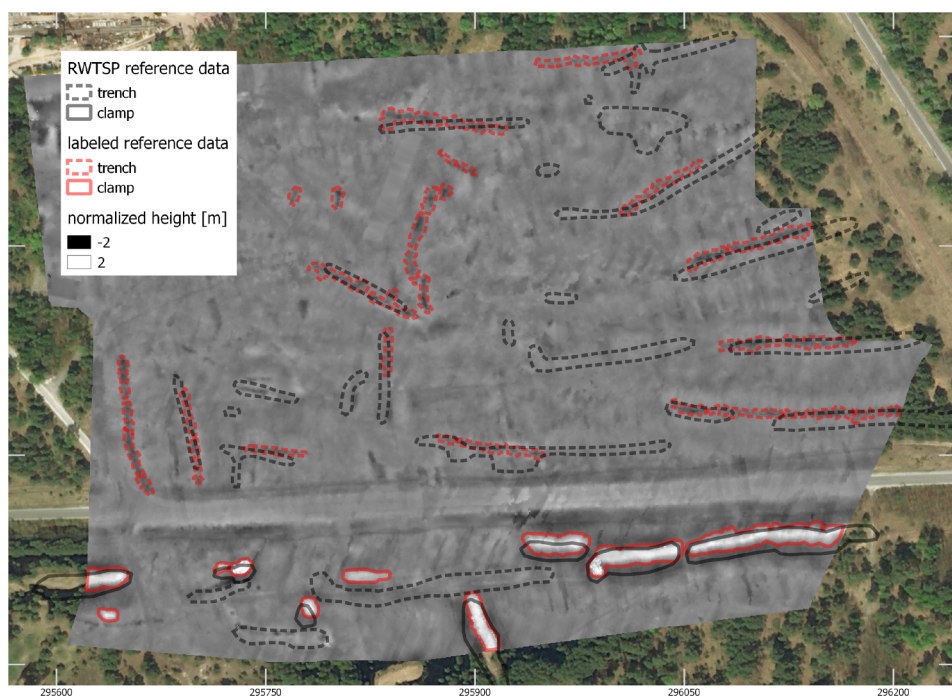 RWTSP reference data
trench
clamp
labeled reference data
trench
clamp
normalized height [m]
-2
2
295600 295750 295900 296050 296200